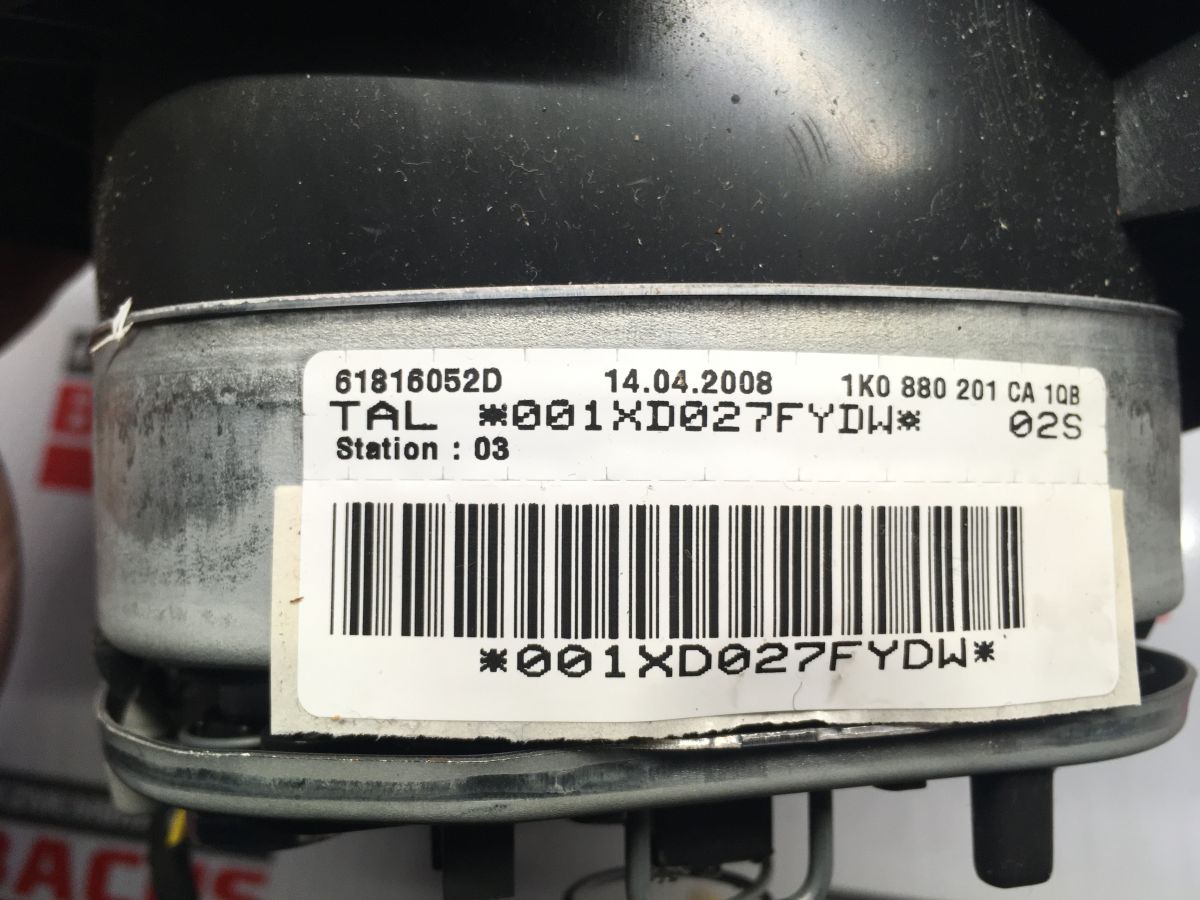 61816052D 14.04.2008 1K0 880 201 CA 1QB
TAL *001XD027FYDW* 02S
Station : 03
*001XD027FYDW*